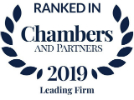 RANKED IN
Chambers
AND PARTNERS
2019
Leading Firm